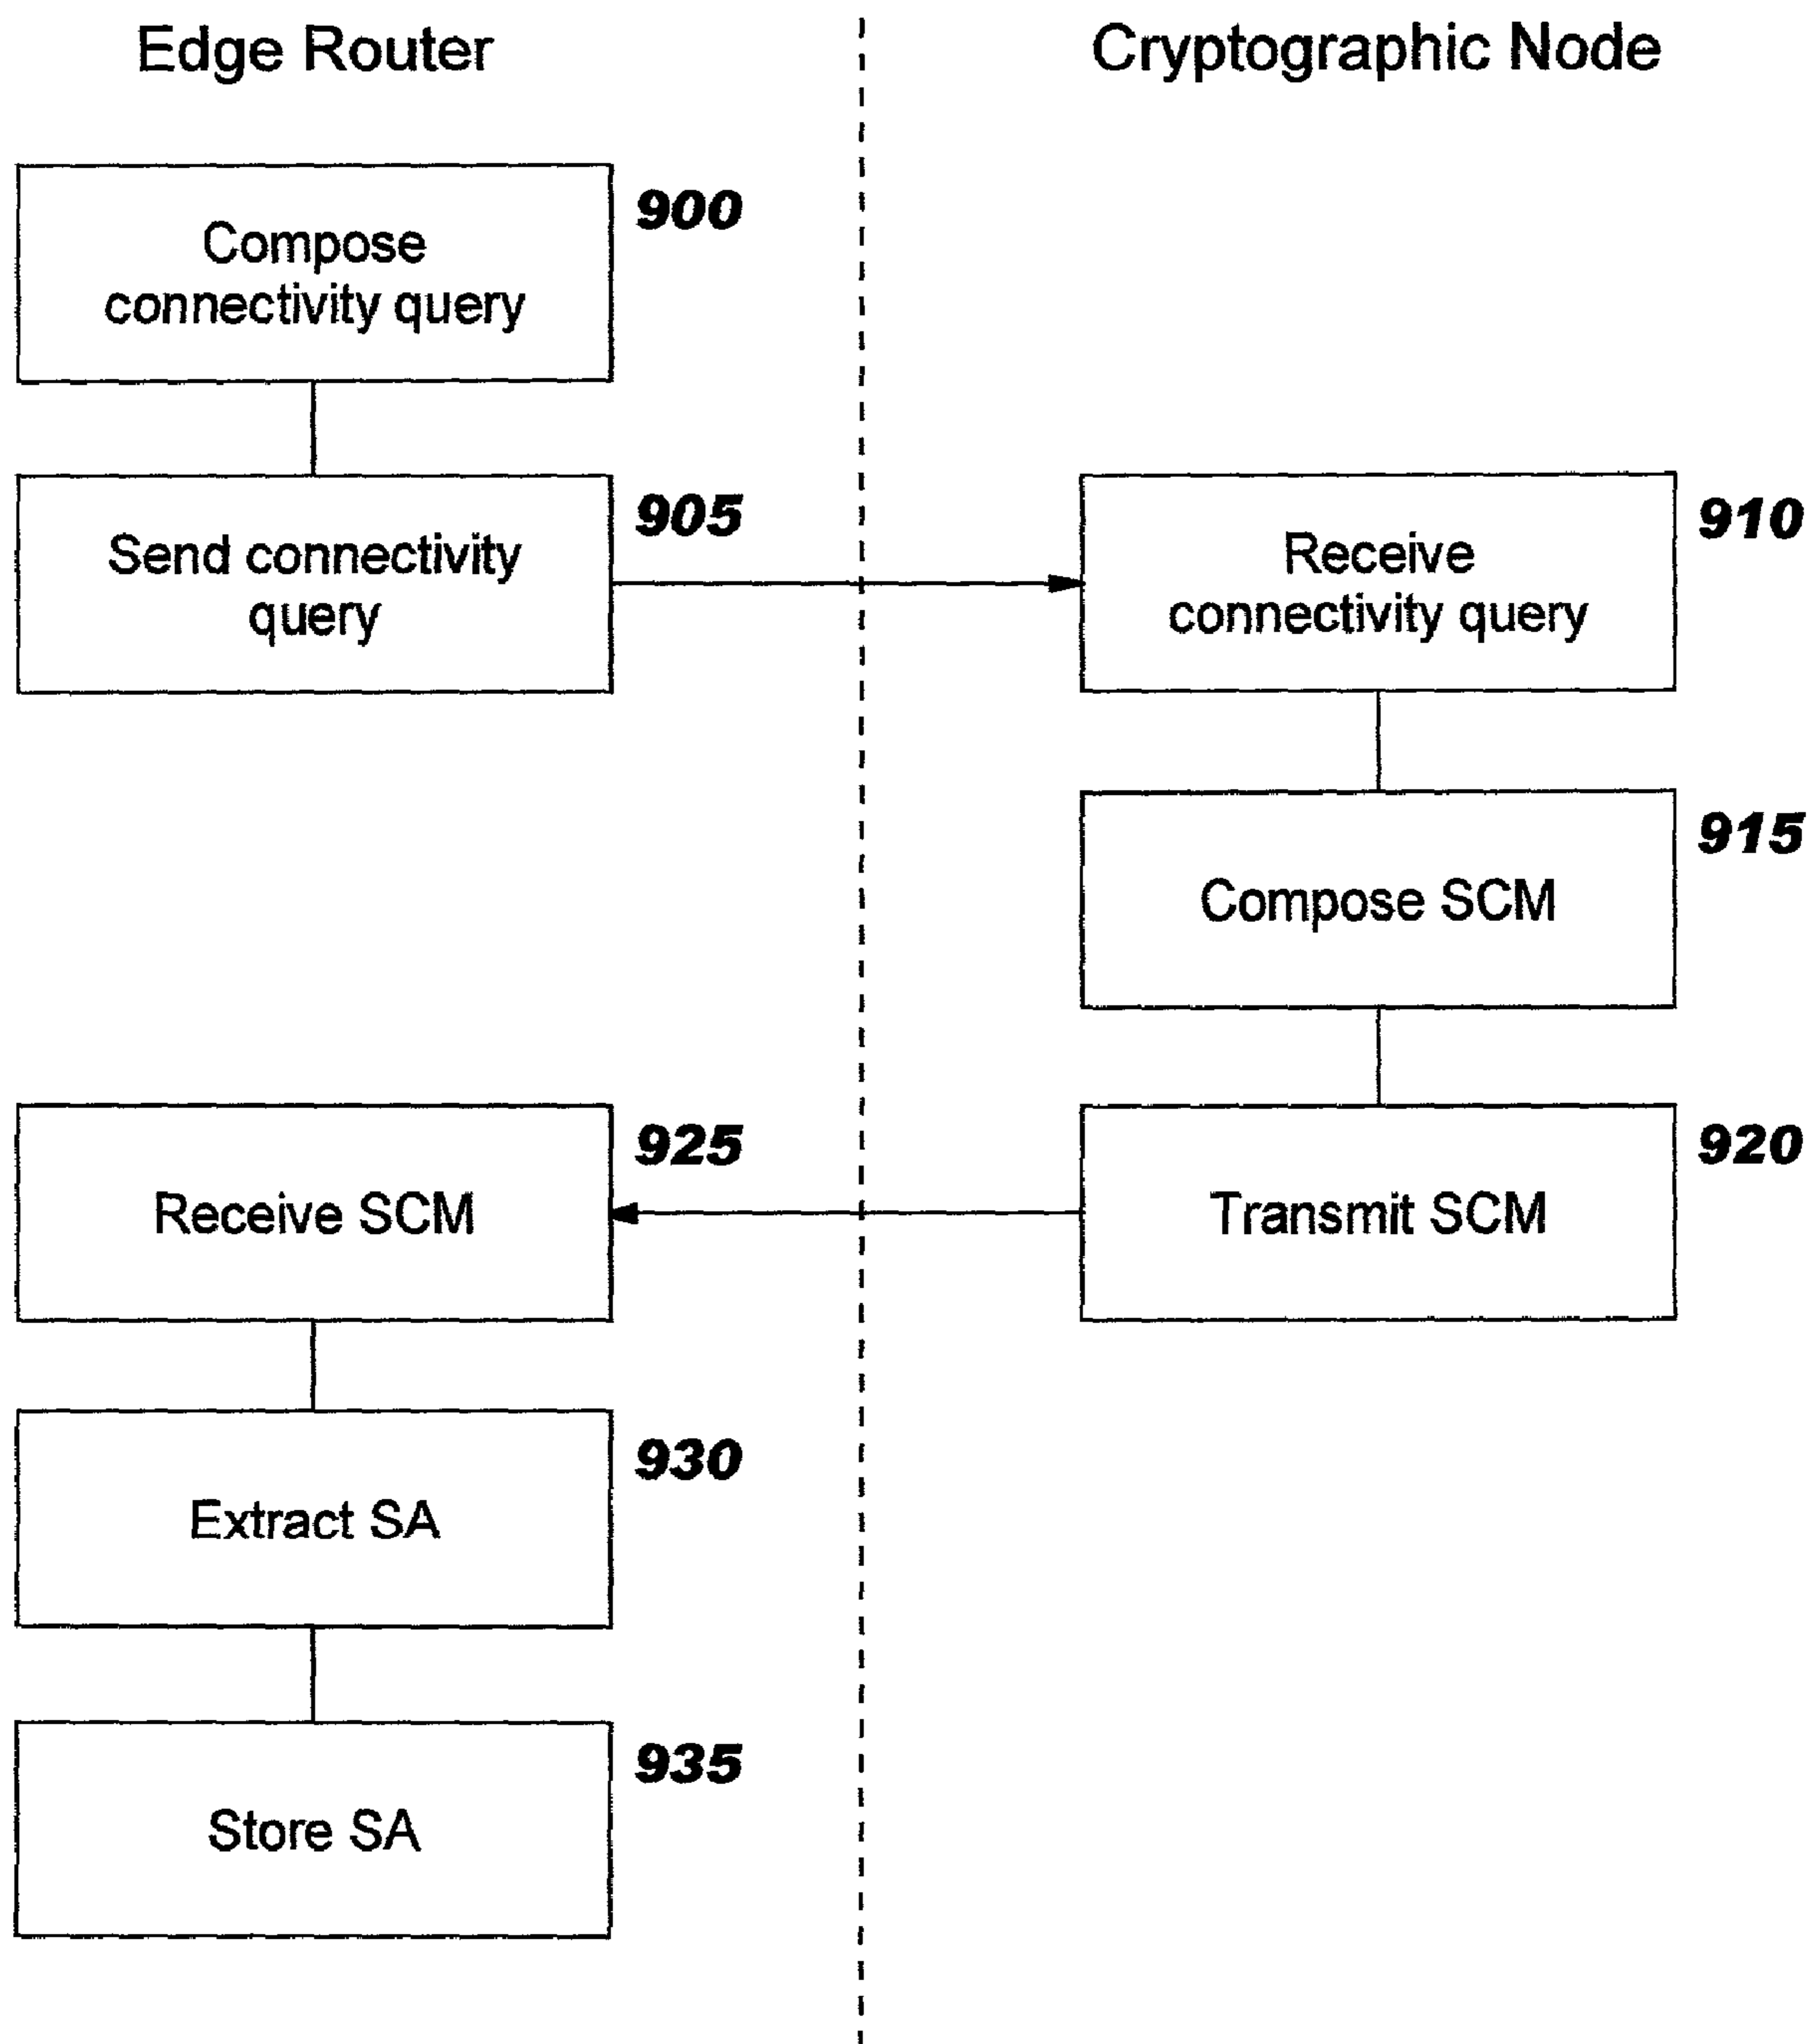 Edge Router
Cryptographic Node
900
Compose
connectivity query
905
Send connectivity
query
910
Receive
connectivity query
915
Compose SCM
920
Transmit SCM
925
Receive SCM
930
Extract SA
935
Store SA